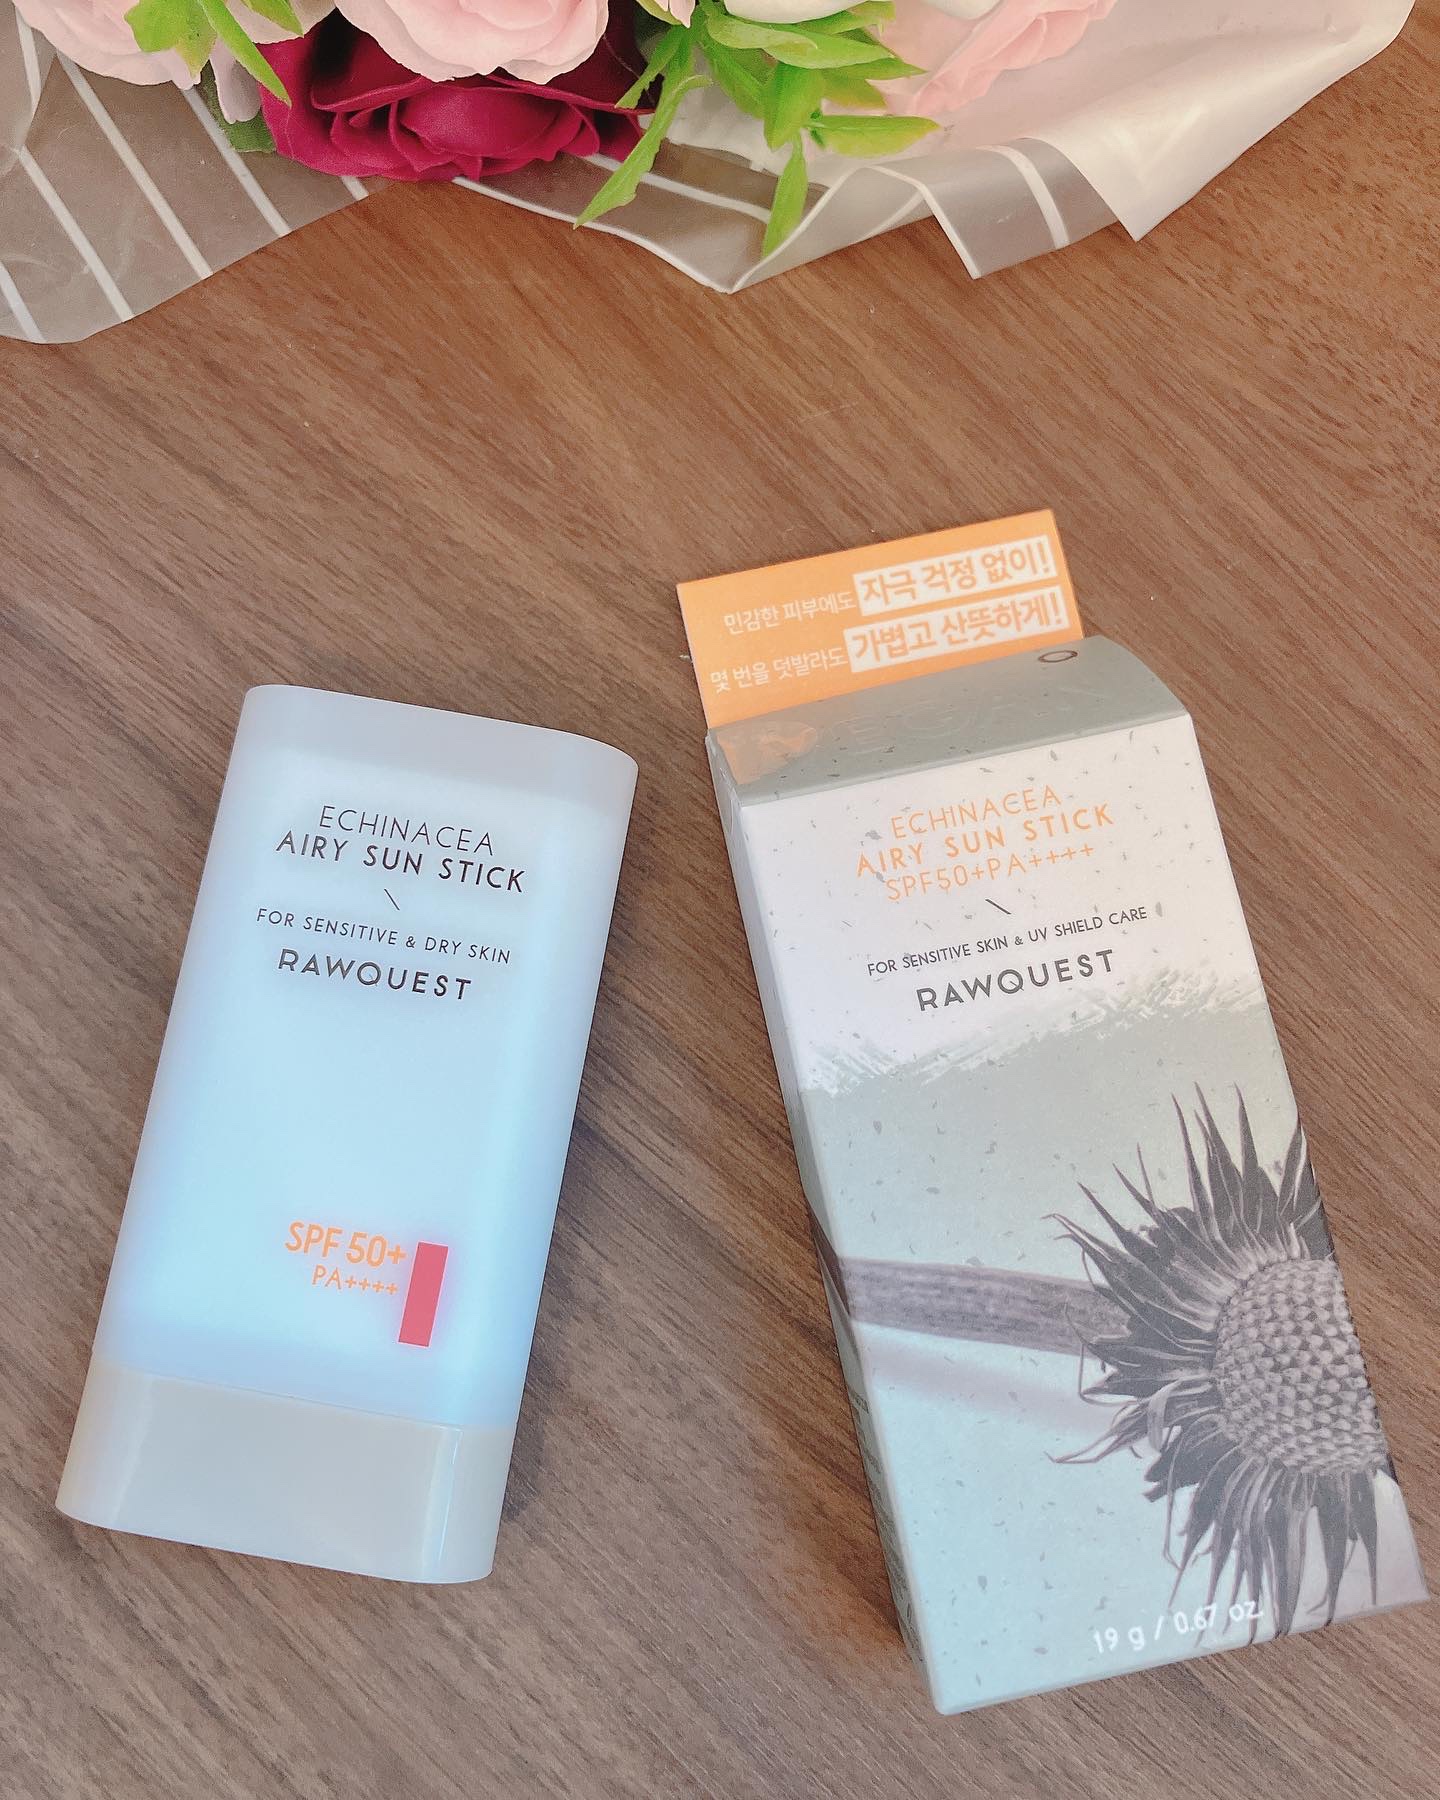 민감한 피부에도 자극 걱정 없이!
몇 번을 덧발라도 가볍고 산뜻하게!
VEGAN
ECHINACEA
AIRY SUN STICK
SPF50+PA++++
FOR SENSITIVE SKIN & UV SHIELD CARE
RAWQUEST
19 g / 0.67 oz
ECHINACEA
AIRY SUN STICK
FOR SENSITIVE & DRY SKIN
RAWQUEST
SPF 50+
PA++++